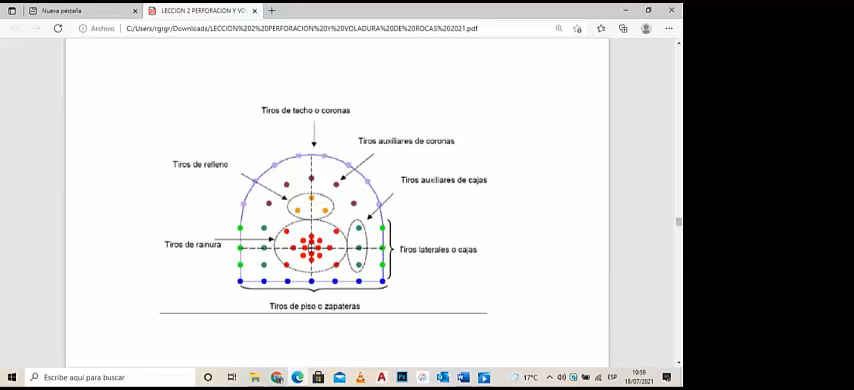 Nueva pestaña
LECCION 2 PERFORACION Y VO
Archivo
C:/Users/rgrgr/Downloads/LECCION%202%20PERFORACION%20Y%20VOLADURA%20DE%20ROCAS%202021.pdf
Tiros de techo o coronas
Tiros auxiliares de coronas
Tiros de relleno
Tiros auxiliares de cajas
Tiros de rainura
Tiros laterales o cajas
Tiros de piso o zapateras
Escribe aquí para buscar
17°C
ESP
19:59
18/07/2021